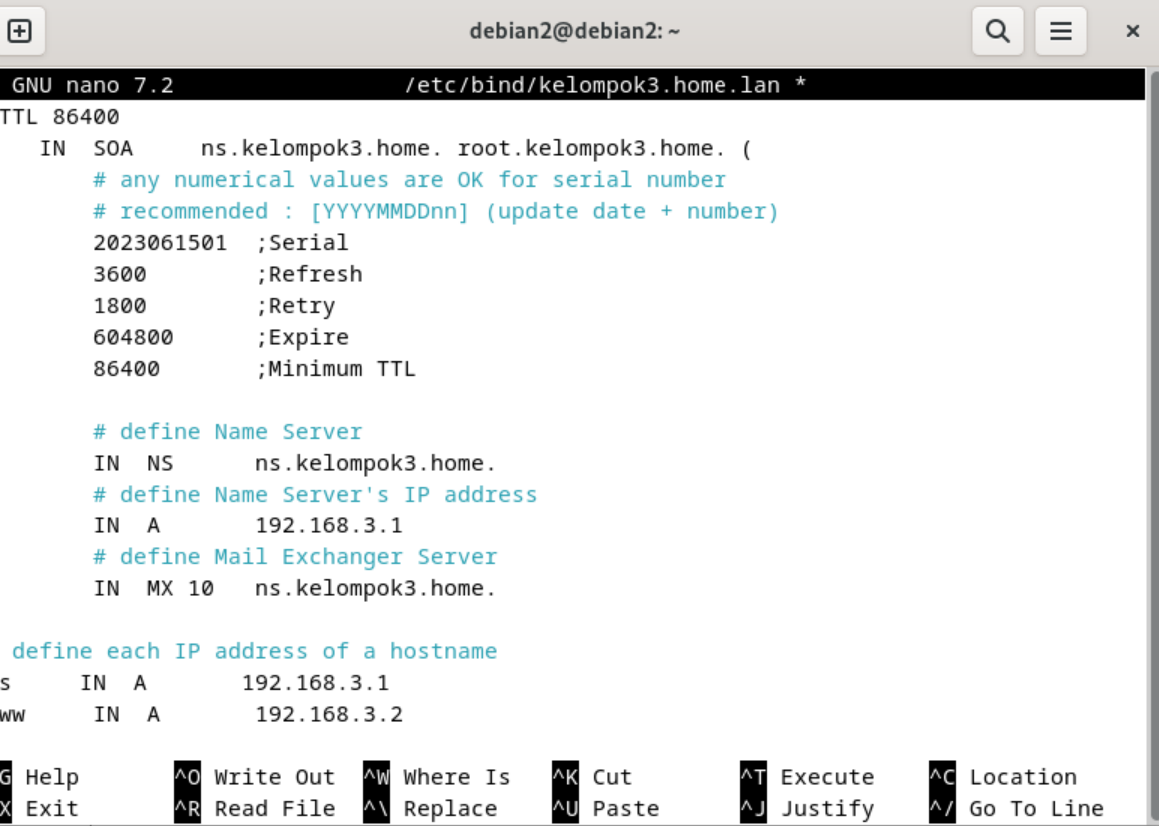 debian2@debian2: ~
GNU nano 7.2 /etc/bind/kelompok3.home.lan *
TTL 86400
IN SOA ns.kelompok3.home. root.kelompok3.home. (
# any numerical values are OK for serial number
# recommended : [YYYYMMDDnn] (update date + number)
2023061501 ;Serial
3600 ;Refresh
1800 ;Retry
604800 ;Expire
86400 ;Minimum TTL
# define Name Server
IN NS ns.kelompok3.home.
# define Name Server's IP address
IN A 192.168.3.1
# define Mail Exchanger Server
IN MX 10 ns.kelompok3.home.
define each IP address of a hostname
s IN A 192.168.3.1
ww IN A 192.168.3.2
G Help ^O Write Out ^W Where Is ^K Cut ^T Execute ^C Location
X Exit ^R Read File ^\ Replace ^U Paste ^J Justify ^/ Go To Line